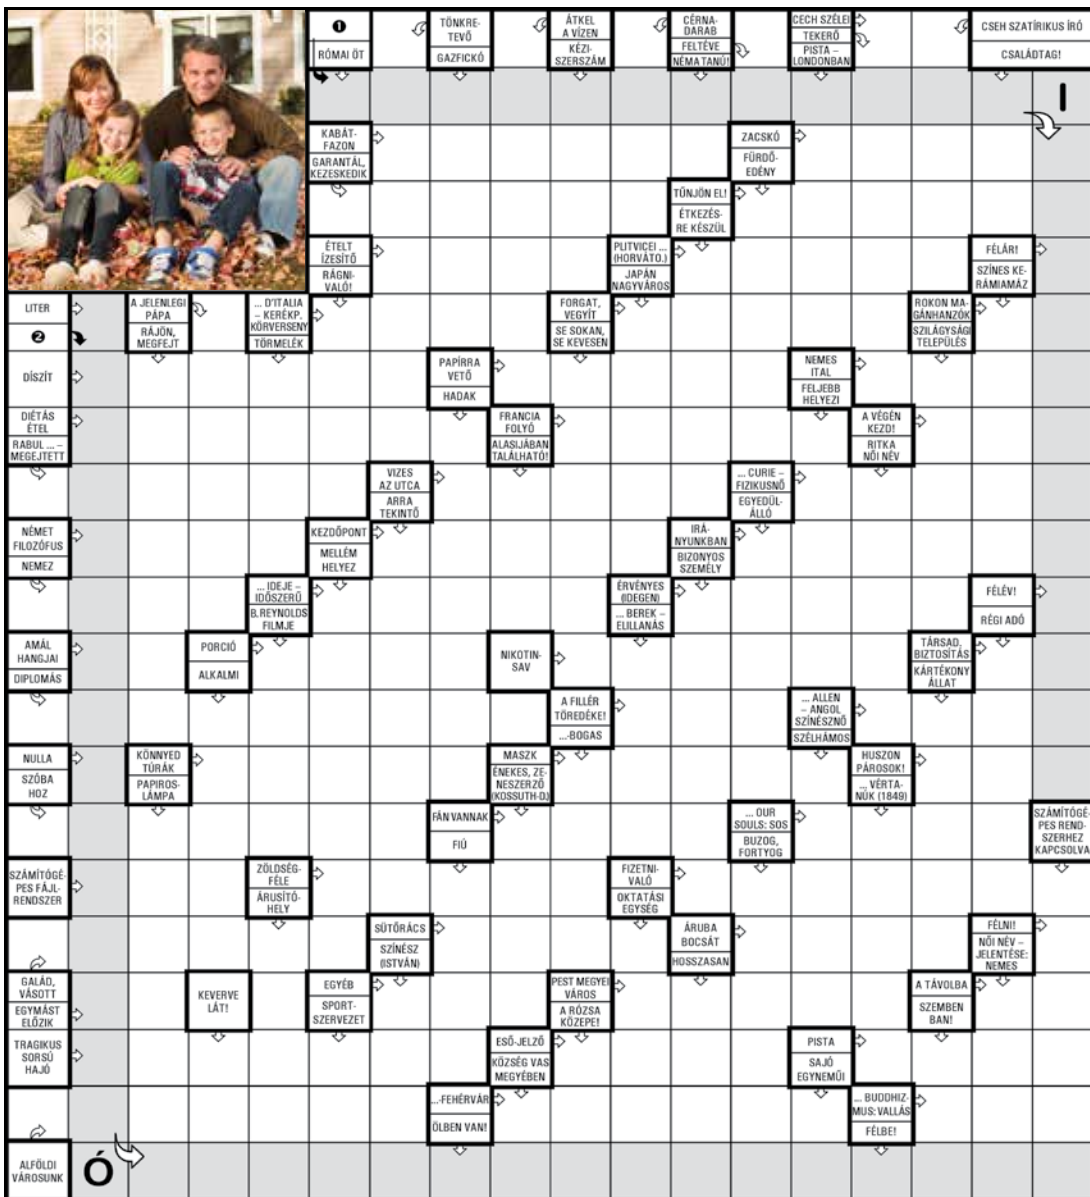 ❶
RÓMAI ÖT
TÖNKRE-
TEVŐ
GAZFICKÓ
ÁTKEL
A VÍZEN
KÉZI-
SZERSZÁM
CÉRNA-
DARAB
FELTÉVE
NÉMA TANÚ!
CECH SZÉLEI
TEKERŐ
PISTA –
LONDONBAN
CSEH SZATÍRIKUS ÍRÓ
CSALÁDTAG!
I
KABÁT-
FAZON
GARANTÁL,
KEZESKEDIK
ZACSKÓ
FÜRDŐ-
EDÉNY
TŰNJÖN EL!
ÉTKEZÉS-
RE KÉSZÜL
ÉTELT
ÍZESÍTŐ
RÁGNI-
VALÓ!
PLITVICEI ...
(HORVÁTO.)
JAPÁN
NAGYVÁROS
FÉLÁR!
SZÍNES KE-
RÁMIAMÁZ
LITER
❷
A JELENLEGI
PÁPA
RÁJÖN,
MEGFEJT
... D'ITALIA
– KERÉKP.
KÖRVERSENY
TÖRMELÉK
FORGAT,
VEGYÍT
SE SOKAN,
SE KEVESEN
ROKON MA-
GÁNHANZÓK
SZILÁGYSÁGI
TELEPÜLÉS
DÍSZÍT
PAPÍRRA
VETŐ
HADAK
NEMES
ITAL
FELJEBB
HELYEZI
DIÉTÁS
ÉTEL
RABUL ... –
MEGEJTETT
FRANCIA
FOLYÓ
ALASIJÁBAN
TALÁLHATÓ!
A VÉGÉN
KEZD!
RITKA
NŐI NÉV
VIZES
AZ UTCA
ARRA
TEKINTŐ
... CURIE –
FIZIKUSNŐ
EGYEDÜL-
ÁLLÓ
NÉMET
FILOZÓFUS
NEMEZ
KEZDŐPONT
MELLÉM
HELYEZ
IRÁ-
NYUNKBAN
BIZONYOS
SZEMÉLY
... IDEJE –
IDŐSZERŰ
B. REYNOLDS
FILMJE
ÉRVÉNYES
(IDEGEN)
... BEREK –
ELILLANÁS
FÉLÉV!
RÉGI ADÓ
AMÁL
HANGJAI
DIPLOMÁS
PORCIÓ
ALKALMI
NIKOTIN-
SAV
TÁRSAD.
BIZTOSÍTÁS
KÁRTÉKONY
ÁLLAT
A FILLÉR
TÖREDÉKE!
...-BOGAS
... ALLEN
– ANGOL
SZÍNÉSZNŐ
SZÉLHÁMOS
NULLA
SZÓBA
HOZ
KÖNNYED
TÚRÁK
PAPIROS-
LÁMPA
MASZK
ÉNEKES, ZE-
NESZERZŐ
(KOSSUTH-D.)
HUSZON
PÁROSOK!
... VÉRTA-
NÚK (1849)
FÁN VANNAK
FIÚ
... OUR
SOULS: SOS
BUZOG,
FORTYOG
SZÁMÍTÓGÉ-
PES REND-
SZERHEZ
KAPCSOLVA
SZÁMÍTÓGÉ-
PES FÁJL-
RENDSZER
ZÖLDSÉG-
FÉLE
ÁRUSÍTÓ-
HELY
FIZETNI-
VALÓ
OKTATÁSI
EGYSÉG
SÜTŐRÁCS
SZÍNÉSZ
(ISTVÁN)
ÁRUBA
BOCSÁT
HOSSZASAN
FÉLNI!
NŐI NÉV –
JELENTÉSE:
NEMES
GALÁD,
VÁSOTT
EGYMÁST
ELŐZIK
KEVERVE
LÁT!
EGYÉB
SPORT-
SZERVEZET
PEST MEGYEI
VÁROS
A RÓZSA
KÖZEPE!
A TÁVOLBA
SZEMBEN
BAN!
TRAGIKUS
SORSÚ
HAJÓ
ESŐ-JELZŐ
KÖZSÉG VAS
MEGYÉBEN
PISTA
SAJÓ
EGYNEMŰI
...-FEHÉRVÁR
ÖLBEN VAN!
... BUDDHIZ-
MUS: VALLÁS
FÉLBE!
ALFÖLDI
VÁROSUNK
Ó